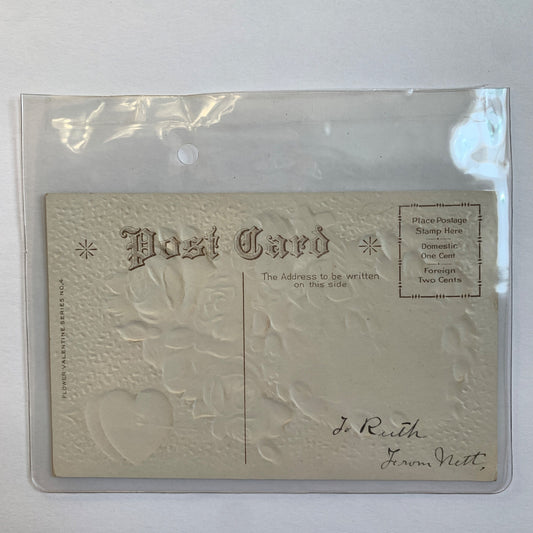 Post Card
Place Postage
Stamp Here
Domestic
One Cent
Foreign
Two Cents
The Address to be written
on this side
FLOWER VALENTINE SERIES NO. 4
To Ruth
From Nett,